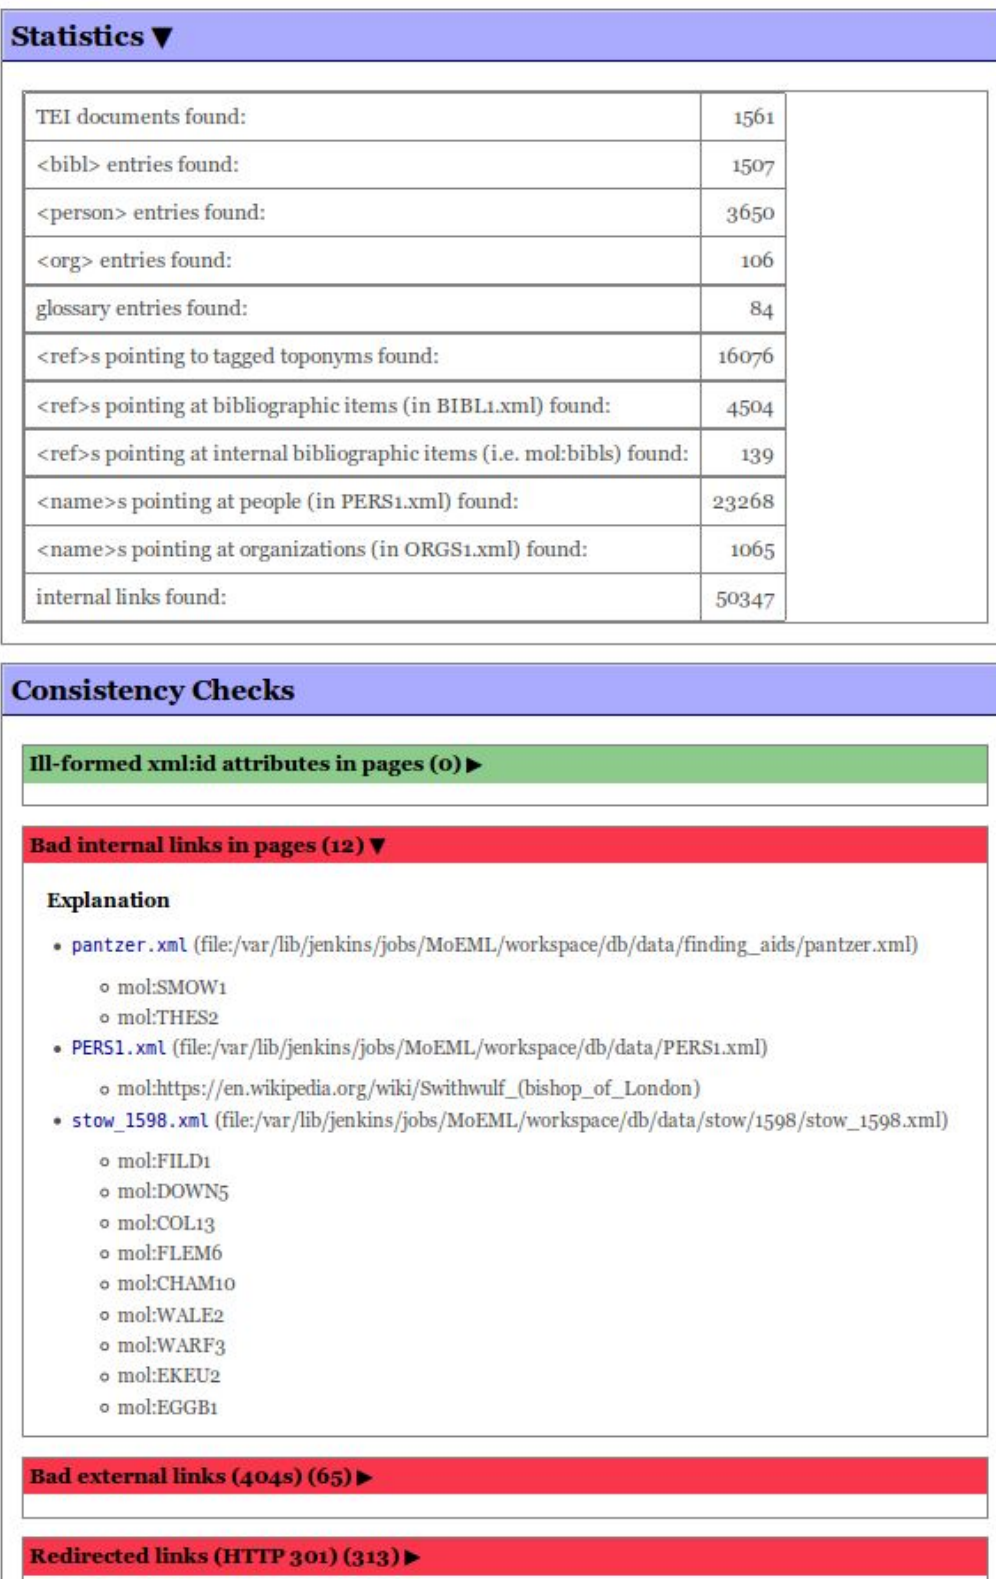 Statistics ▼
TEI documents found: 1561
<bibl> entries found: 1507
<person> entries found: 3650
<org> entries found: 106
glossary entries found: 84
<ref>s pointing to tagged toponyms found: 16076
<ref>s pointing at bibliographic items (in BIBL1.xml) found: 4504
<ref>s pointing at internal bibliographic items (i.e. mol:bibls) found: 139
<name>s pointing at people (in PERS1.xml) found: 23268
<name>s pointing at organizations (in ORGS1.xml) found: 1065
internal links found: 50347
Consistency Checks
Ill-formed xml:id attributes in pages (0) ▶
Bad internal links in pages (12) ▼
Explanation
• pantzer.xml (file:/var/lib/jenkins/jobs/MoEML/workspace/db/data/finding_aids/pantzer.xml)
◦ mol:SMOW1
◦ mol:THES2
• PERS1.xml (file:/var/lib/jenkins/jobs/MoEML/workspace/db/data/PERS1.xml)
◦ mol:https://en.wikipedia.org/wiki/Swithwulf_(bishop_of_London)
• stow_1598.xml (file:/var/lib/jenkins/jobs/MoEML/workspace/db/data/stow/1598/stow_1598.xml)
◦ mol:FILD1
◦ mol:DOWN5
◦ mol:COL13
◦ mol:FLEM6
◦ mol:CHAM10
◦ mol:WALE2
◦ mol:WARF3
◦ mol:EKEU2
◦ mol:EGGB1
Bad external links (404s) (65) ▶
Redirected links (HTTP 301) (313) ▶